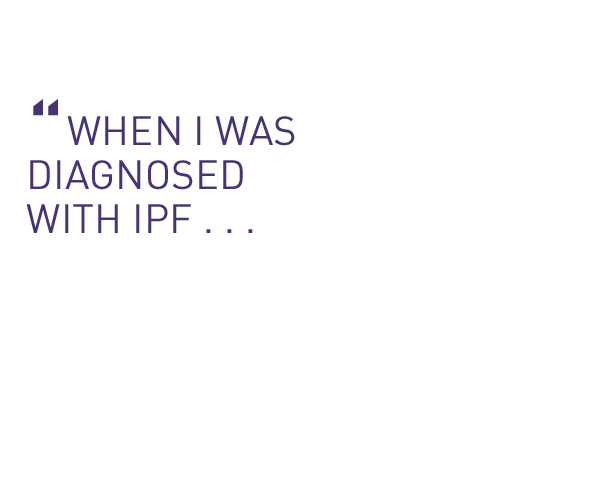 “WHEN I WAS
DIAGNOSED
WITH IPF . . .